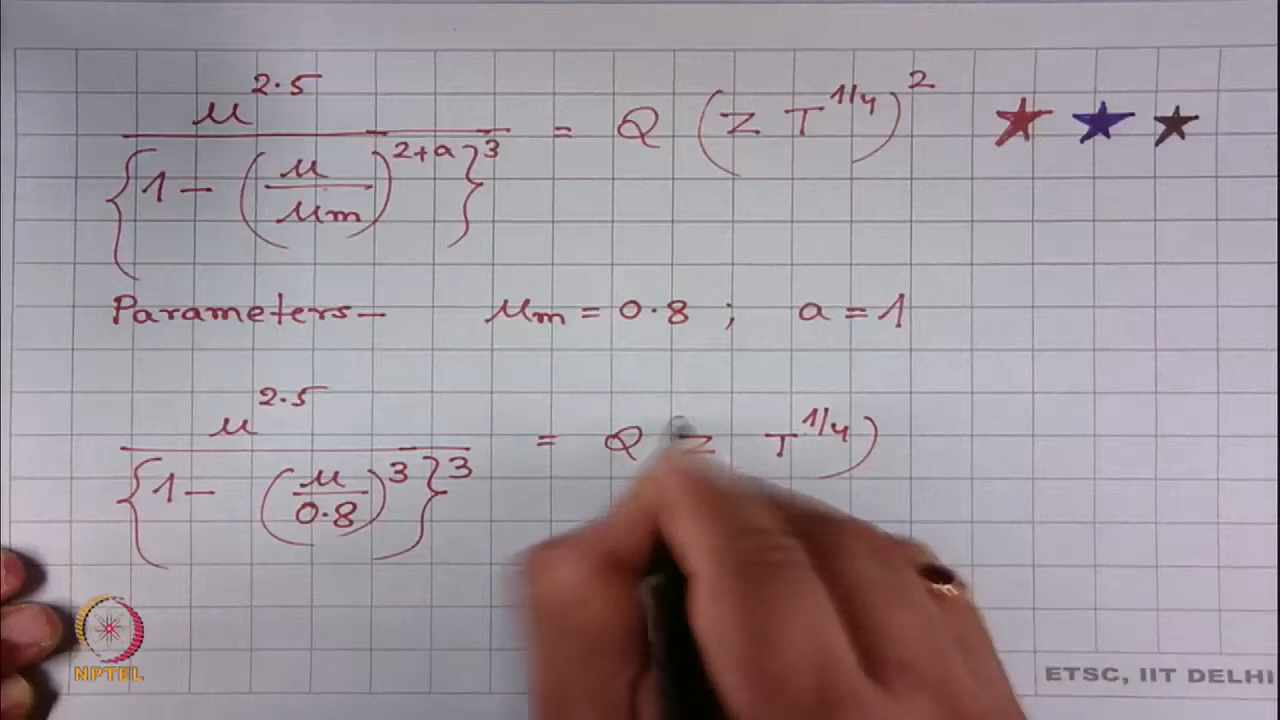 μ^2.5 / {1 - (μ/μm)^2+a}^3 = Q (Z T^1/4)^2 ★ ★ ★
Parameters- μm = 0.8 ; a = 1
μ^2.5 / {1 - (μ/0.8)^3}^3 = Q Z T^1/4)
NPTEL
ETSC, IIT DELHI